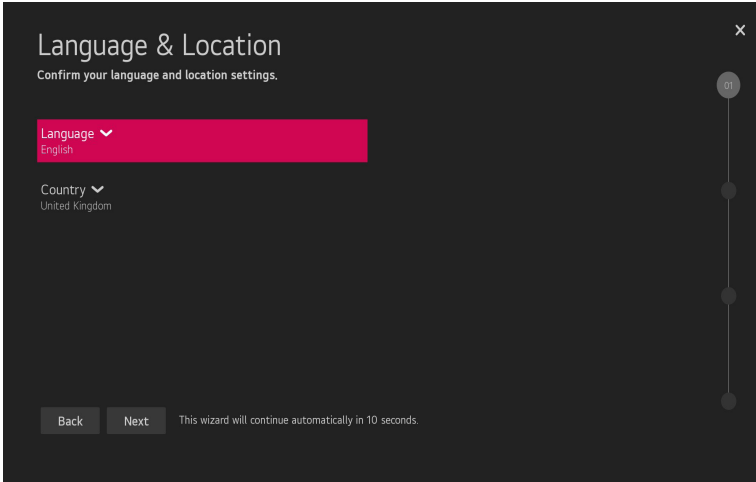 Language & Location
Confirm your language and location settings.
01
Language
English
Country
United Kingdom
Back
Next
This wizard will continue automatically in 10 seconds.